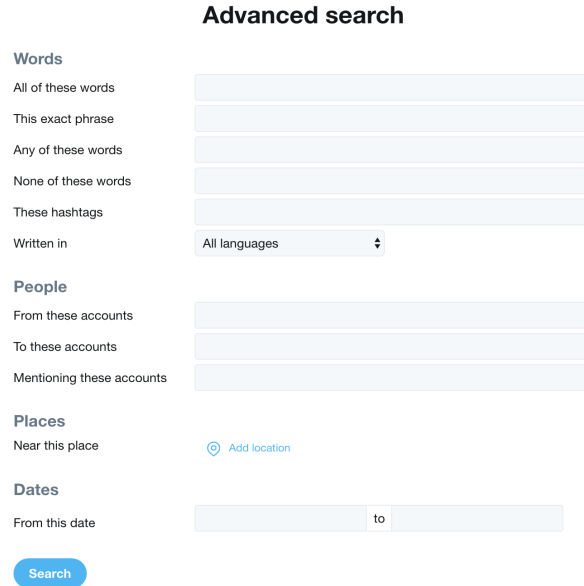 Advanced search
Words
All of these words
This exact phrase
Any of these words
None of these words
These hashtags
Written in All languages
People
From these accounts
To these accounts
Mentioning these accounts
Places
Near this place Add location
Dates
From this date to
Search